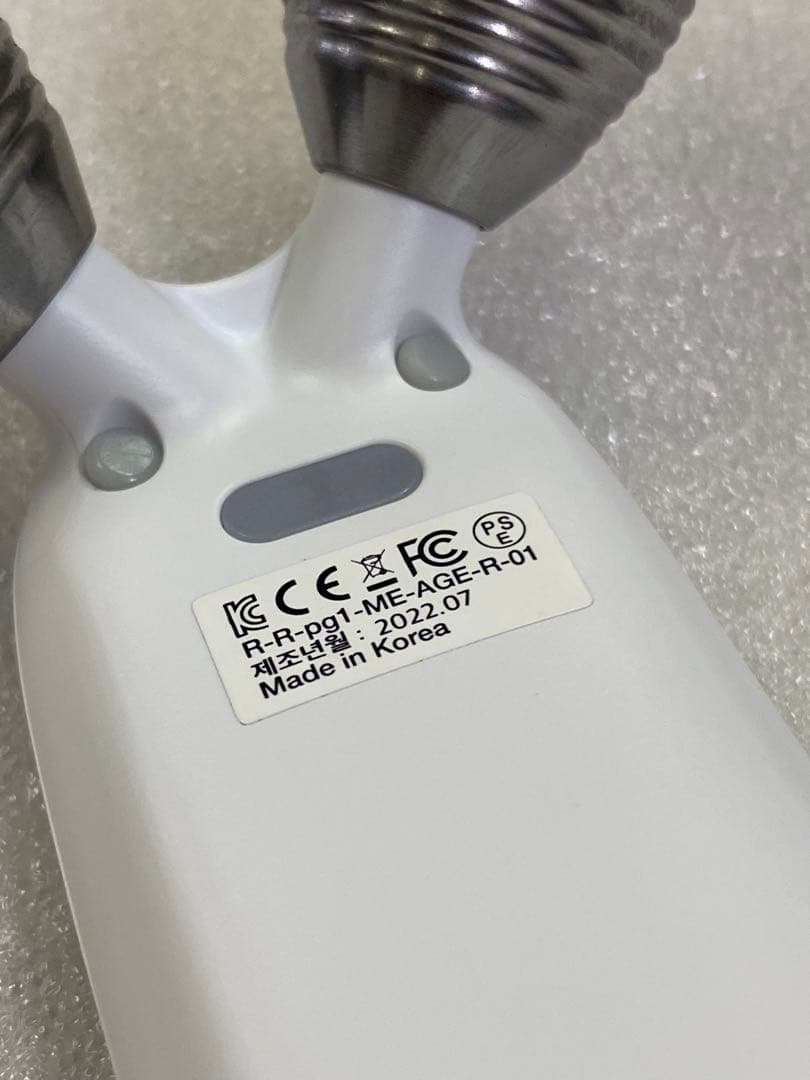 KC CE FC PSE
R-R-pg1-ME-AGE-R-01
제조년월 : 2022.07
Made in Korea